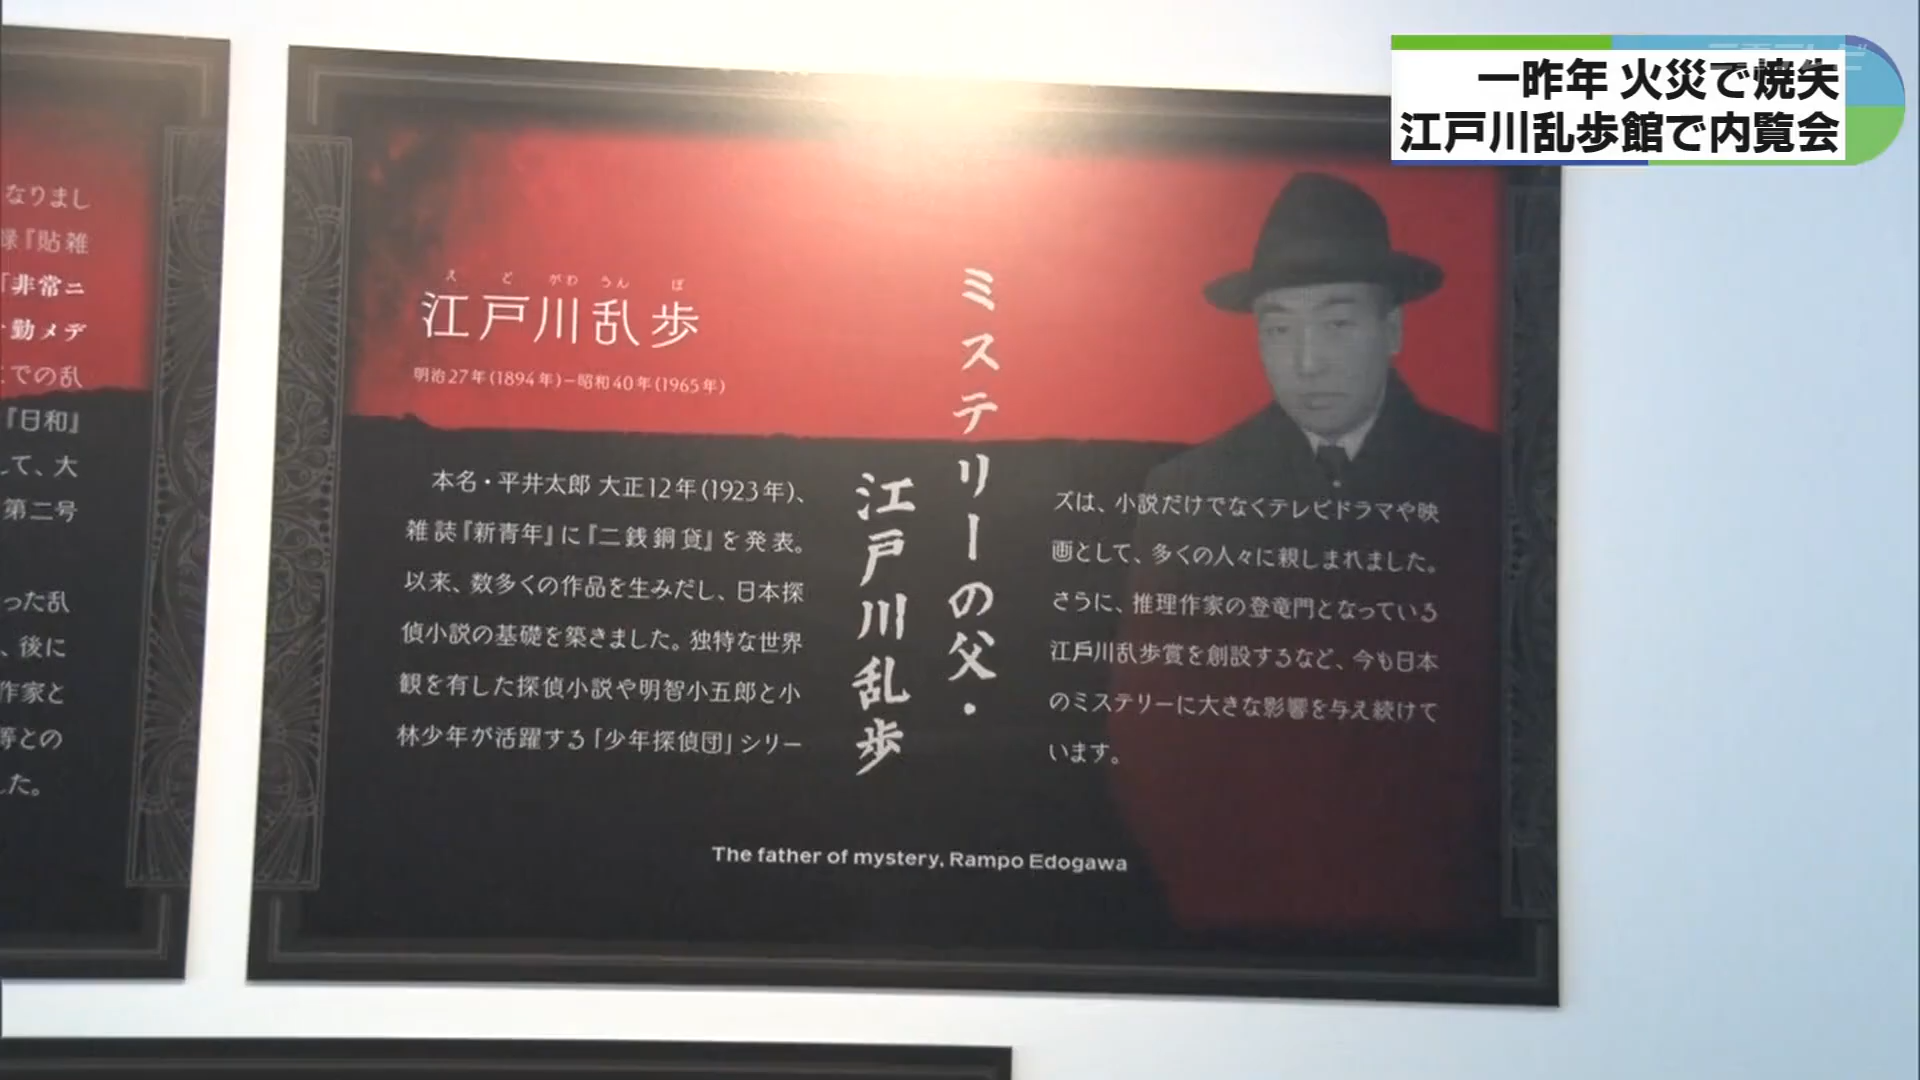 一昨年 火災で焼失
江戸川乱歩館で内覧会
なりまし
『貼雑
「非常ニ
勤メデ
での乱
『日和』
て、大
第二号
った乱
、後に
作家と
等との
た。
え ど がわ らん ぽ
江戸川乱歩
明治27年(1894年)−昭和40年(1965年)
本名・平井太郎 大正12年(1923年)、
雑誌『新青年』に『二銭銅貨』を発表。
以来、数多くの作品を生みだし、日本探
偵小説の基礎を築きました。独特な世界
観を有した探偵小説や明智小五郎と小
林少年が活躍する「少年探偵団」シリー
ミステリーの父・
江戸川乱歩
ズは、小説だけでなくテレビドラマや映
画として、多くの人々に親しまれました。
さらに、推理作家の登竜門となっている
江戸川乱歩賞を創設するなど、今も日本
のミステリーに大きな影響を与え続けて
います。
The father of mystery, Rampo Edogawa